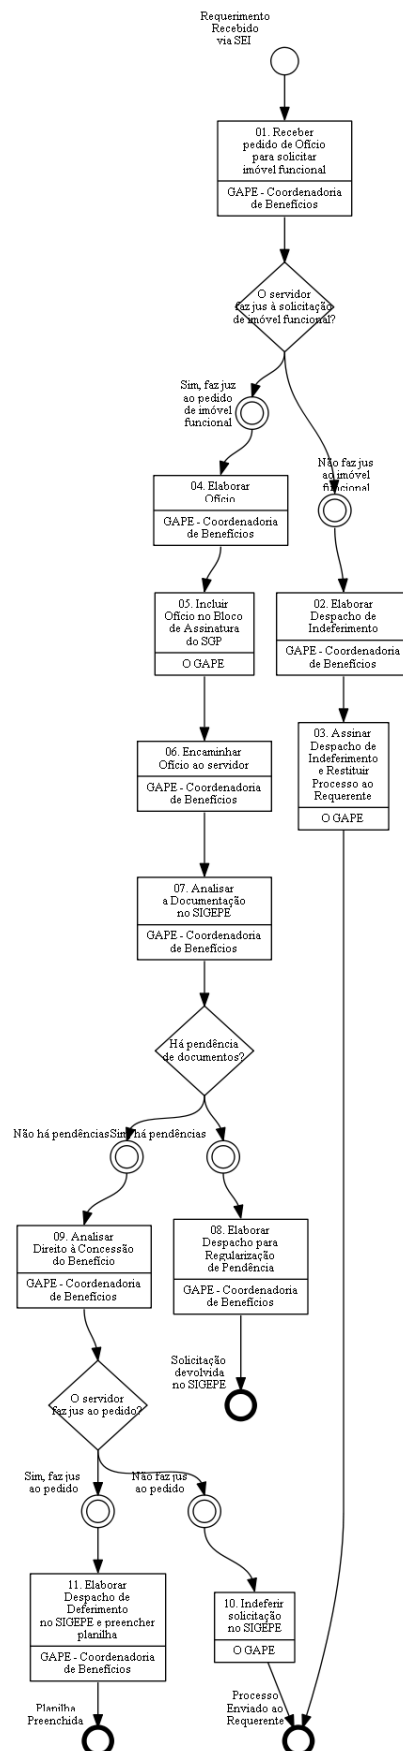 Requerimento
Recebido
via SEI
01. Receber
pedido de Ofício
para solicitar
imóvel funcional
GAPE - Coordenadoria
de Benefícios
O servidor
faz jus à solicitação
de imóvel funcional?
Sim, faz juz
ao pedido
de imóvel
funcional
Não faz jus
ao imóvel
funcional
04. Elaborar
Ofício
GAPE - Coordenadoria
de Benefícios
05. Incluir
Ofício no Bloco
de Assinatura
do SGP
O GAPE
02. Elaborar
Despacho de
Indeferimento
GAPE - Coordenadoria
de Benefícios
03. Assinar
Despacho de
Indeferimento
e Restituir
Processo ao
Requerente
O GAPE
06. Encaminhar
Ofício ao servidor
GAPE - Coordenadoria
de Benefícios
07. Analisar
a Documentação
no SIGEPE
GAPE - Coordenadoria
de Benefícios
Há pendência
de documentos?
Não há pendências
Sim, há pendências
09. Analisar
Direito à Concessão
do Benefício
GAPE - Coordenadoria
de Benefícios
08. Elaborar
Despacho para
Regularização
de Pendência
GAPE - Coordenadoria
de Benefícios
Solicitação
devolvida
no SIGEPE
O servidor
faz jus ao pedido?
Sim, faz jus
ao pedido
Não faz jus
ao pedido
11. Elaborar
Despacho de
Deferimento
no SIGEPE e preencher
planilha
GAPE - Coordenadoria
de Benefícios
10. Indeferir
solicitação
no SIGEPE
O GAPE
Planilha
Preenchida
Processo
Enviado ao
Requerente